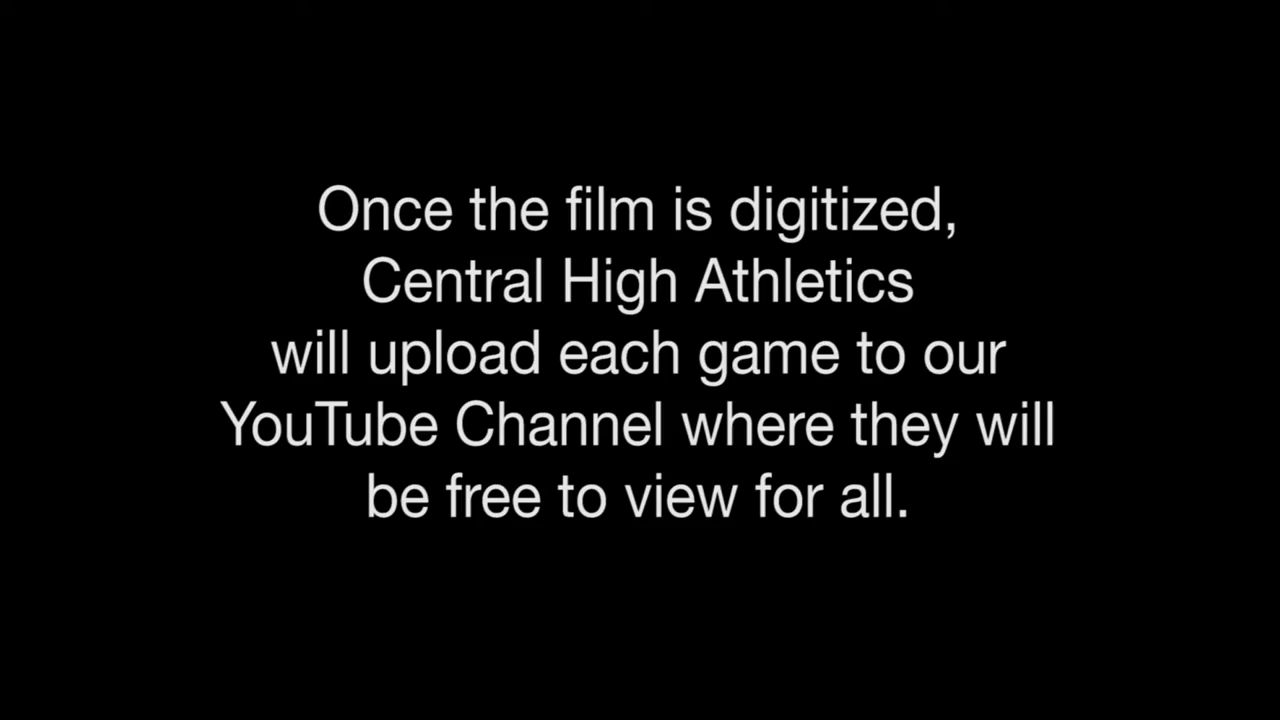 Once the film is digitized,
Central High Athletics
will upload each game to our
YouTube Channel where they will
be free to view for all.